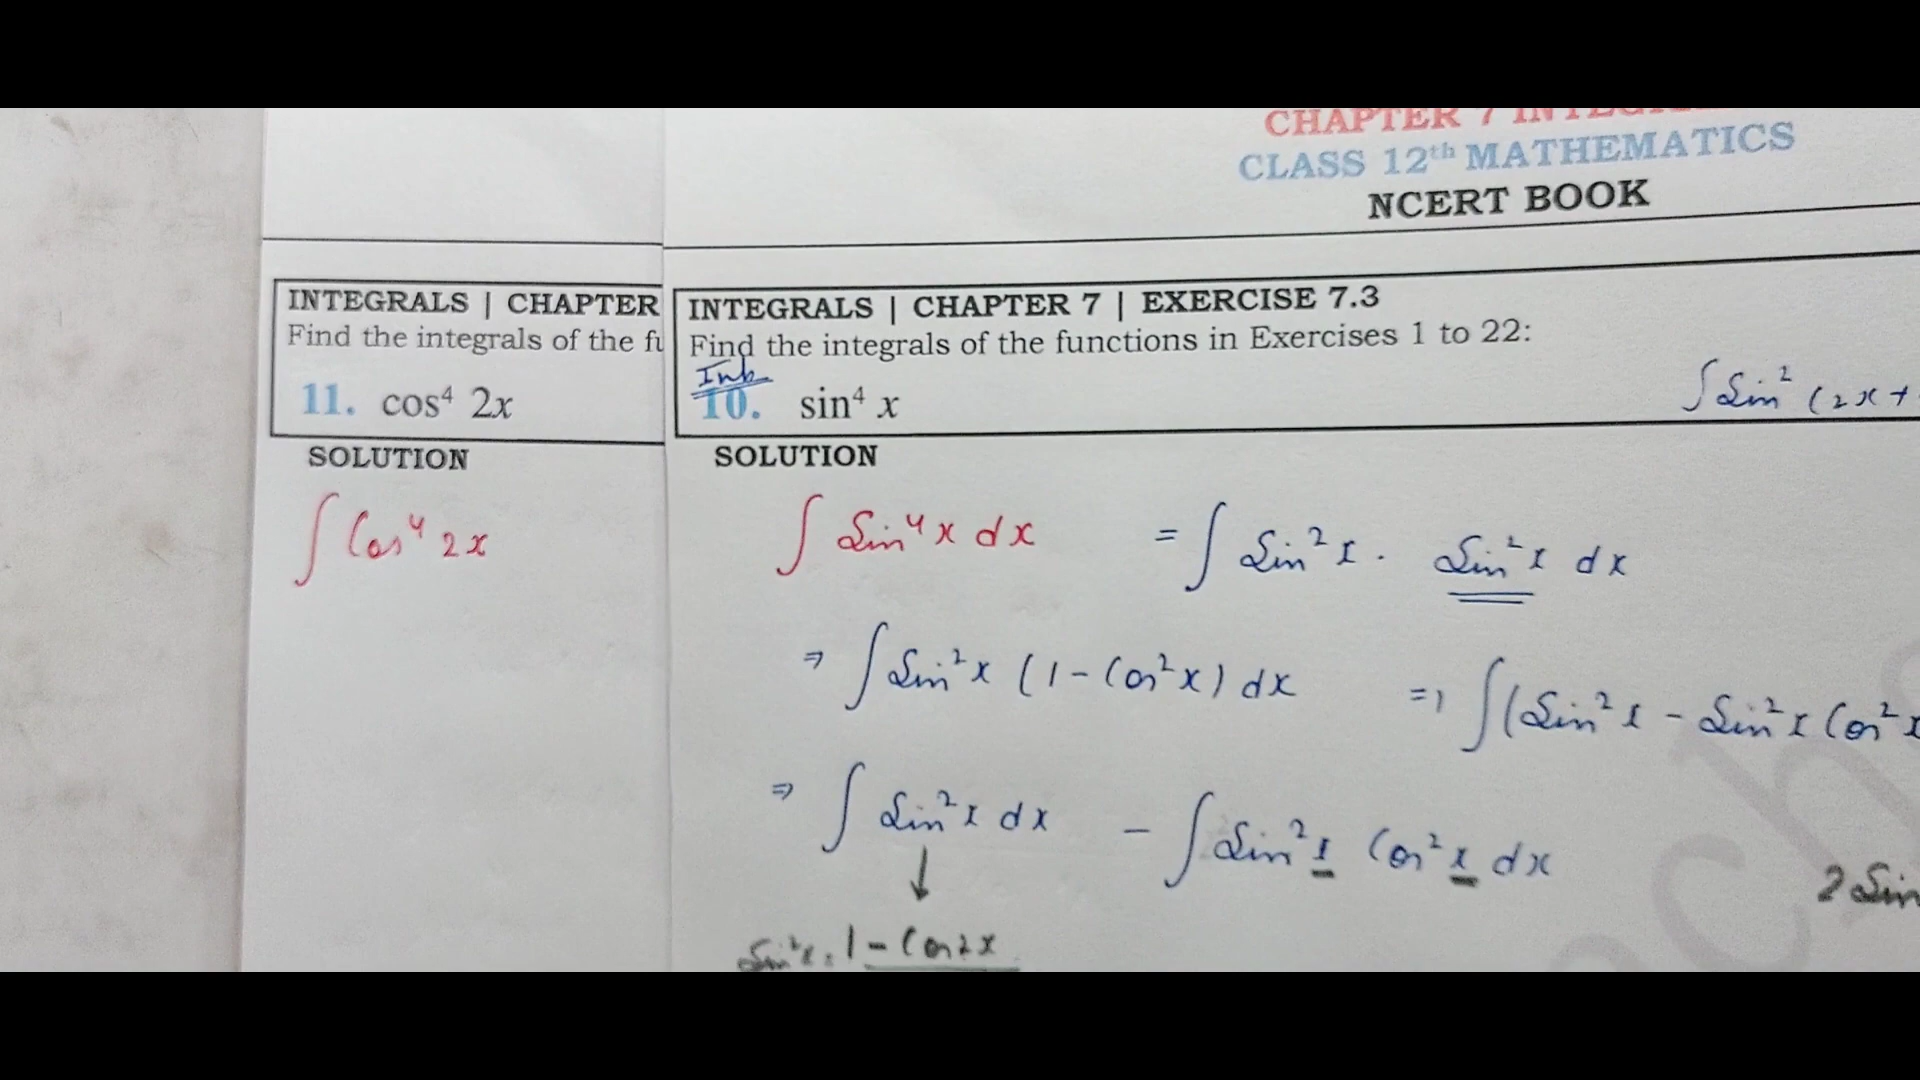 CHAPTER 7
CLASS 12th MATHEMATICS
NCERT BOOK
INTEGRALS | CHAPTER
Find the integrals of the fu
11. cos⁴ 2x
SOLUTION
∫ Cos⁴ 2x
INTEGRALS | CHAPTER 7 | EXERCISE 7.3
Find the integrals of the functions in Exercises 1 to 22:
10. sin⁴ x
∫ Sin² (2x +
SOLUTION
∫ Sin⁴ x dx = ∫ Sin² x . Sin² x dx
⇒ ∫ Sin² x (1 - Cos² x) dx ⇒ ∫ (Sin² x - Sin² x Cos² x
⇒ ∫ Sin² x dx - ∫ Sin² x Cos² x dx
2 Sin
↓
Sin² x = 1 - Cos 2x